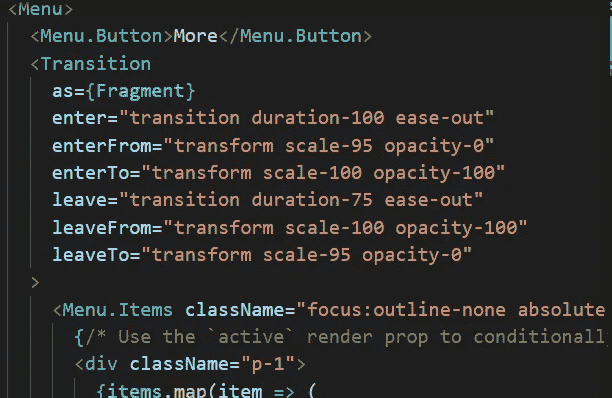 <Menu>
<Menu.Button>More</Menu.Button>
<Transition
as={Fragment}
enter="transition duration-100 ease-out"
enterFrom="transform scale-95 opacity-0"
enterTo="transform scale-100 opacity-100"
leave="transition duration-75 ease-out"
leaveFrom="transform scale-100 opacity-100"
leaveTo="transform scale-95 opacity-0"
>
<Menu.Items className="focus:outline-none absolute
{/* Use the `active` render prop to conditionall
<div className="p-1">
{items.map(item => (